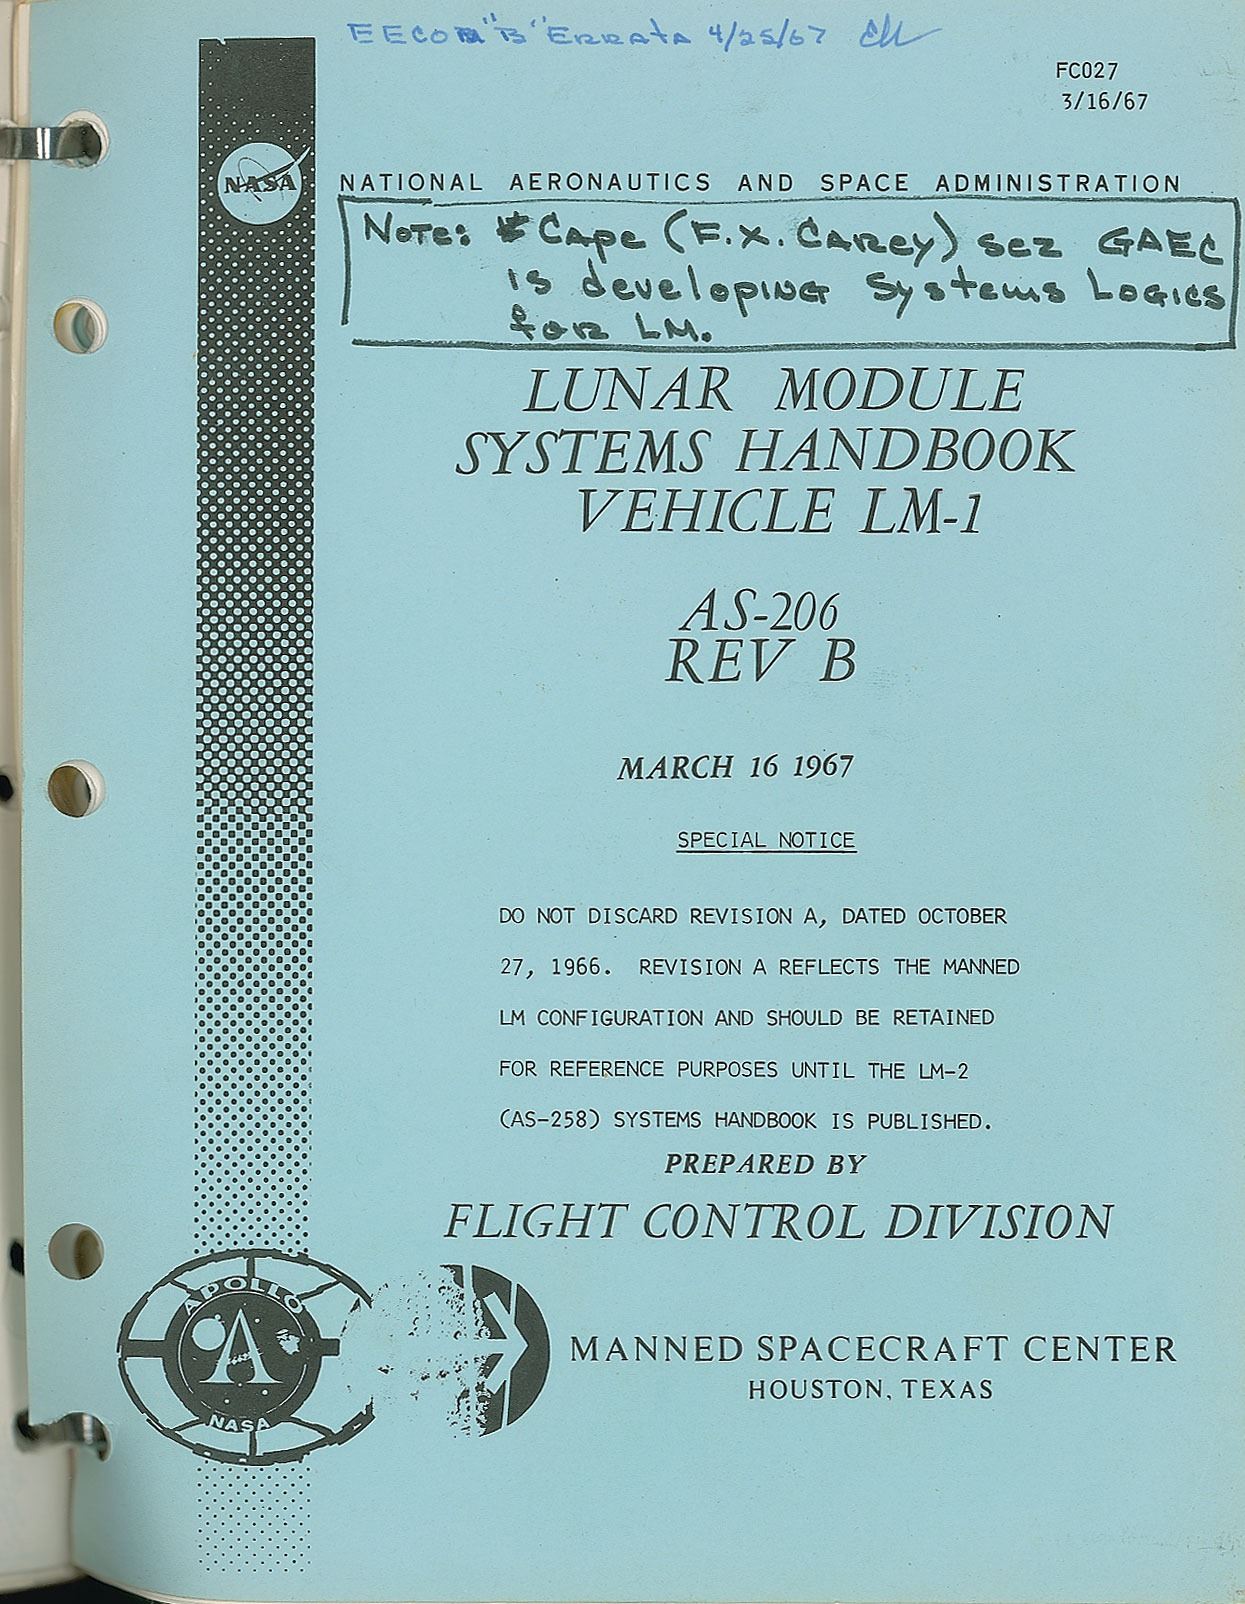 EECOM "B" ERRATA 4/25/67
FC027
3/16/67
NASA
NATIONAL AERONAUTICS AND SPACE ADMINISTRATION
NOTE: Cape (F.X. CAREY) sez GAEC
is developing Systems Logics
for LM.
LUNAR MODULE
SYSTEMS HANDBOOK
VEHICLE LM-1
AS-206
REV B
MARCH 16 1967
SPECIAL NOTICE
DO NOT DISCARD REVISION A, DATED OCTOBER
27, 1966. REVISION A REFLECTS THE MANNED
LM CONFIGURATION AND SHOULD BE RETAINED
FOR REFERENCE PURPOSES UNTIL THE LM-2
(AS-258) SYSTEMS HANDBOOK IS PUBLISHED.
PREPARED BY
FLIGHT CONTROL DIVISION
APOLLO
NASA
MANNED SPACECRAFT CENTER
HOUSTON, TEXAS